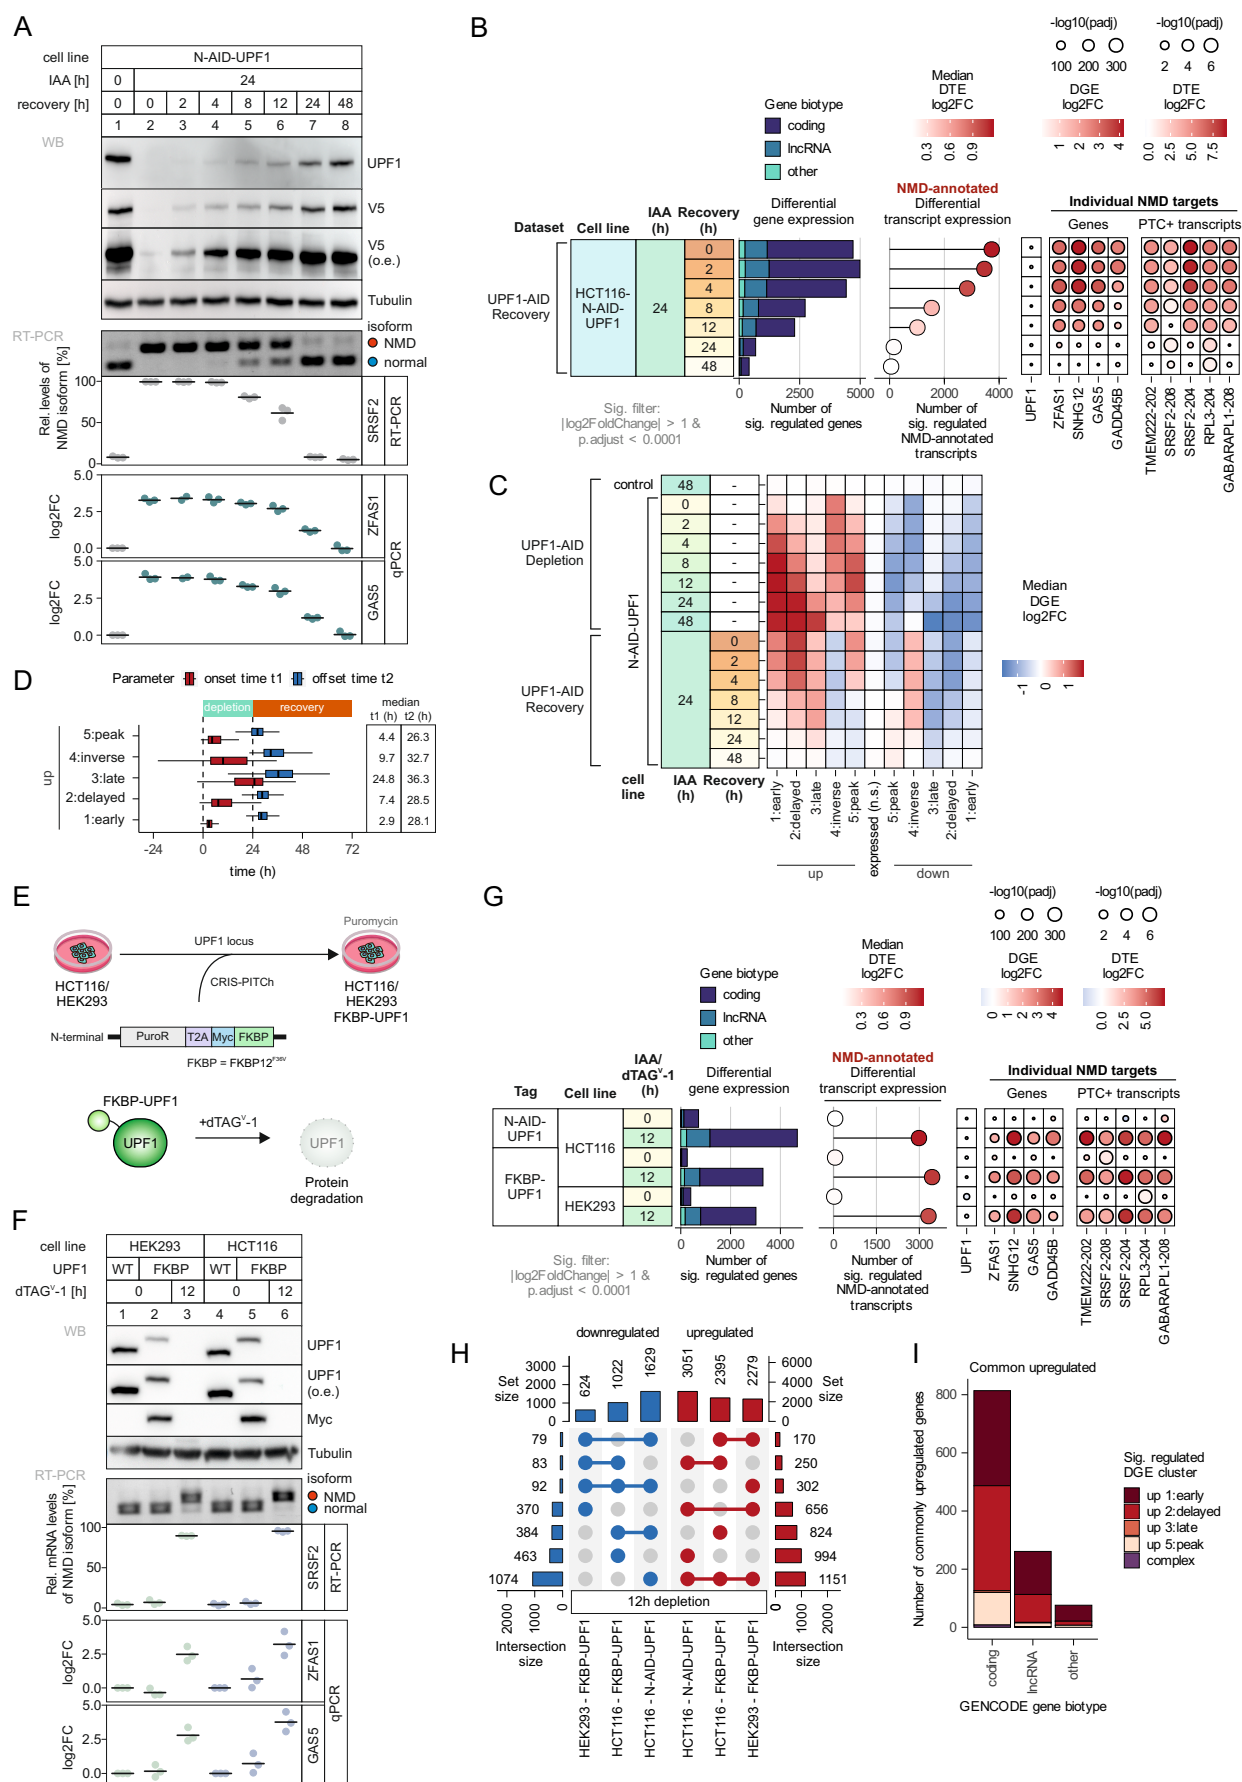 A
cell line N-AID-UPF1
IAA [h] 0 24
recovery [h] 0 0 2 4 8 12 24 48
1 2 3 4 5 6 7 8
WB
UPF1
V5
V5 (o.e.)
Tubulin
RT-PCR
isoform
NMD
normal
Rel. levels of NMD isoform [%]
100
50
0
SRSF2
RT-PCR
log2FC
5.0
2.5
0.0
ZFAS1
log2FC
5.0
2.5
0.0
GAS5
qPCR
B
Gene biotype
coding
lncRNA
other
Median DTE log2FC
0.3 0.6 0.9
-log10(padj)
100 200 300
DGE log2FC
1 2 3 4
-log10(padj)
2 4 6
DTE log2FC
0.0 2.5 5.0 7.5
Dataset Cell line IAA (h) Recovery (h)
Differential gene expression
NMD-annotated
Differential transcript expression
Individual NMD targets
Genes PTC+ transcripts
UPF1-AID Recovery
HCT116-N-AID-UPF1
24
0
2
4
8
12
24
48
0 2500 5000
Number of sig. regulated genes
0 2000 4000
Number of sig. regulated NMD-annotated transcripts
Sig. filter:
|log2FoldChange| > 1 &
p.adjust < 0.0001
UPF1
ZFAS1
SNHG12
GAS5
GADD45B
TMEM222-202
SRSF2-208
SRSF2-204
RPL3-204
GABARAPL1-208
C
control 48 -
UPF1-AID Depletion
N-AID-UPF1
0 -
2 -
4 -
8 -
12 -
24 -
48 -
UPF1-AID Recovery
24
0
2
4
8
12
24
48
cell line IAA (h) Recovery (h)
1:early
2:delayed
3:late
4:inverse
5:peak
expressed (n.s.)
5:peak
4:inverse
3:late
2:delayed
1:early
up down
Median DGE log2FC
-1 0 1
D
Parameter onset time t1 offset time t2
depletion recovery
median
t1 (h) t2 (h)
up
5:peak 4.4 26.3
4:inverse 9.7 32.7
3:late 24.8 36.3
2:delayed 7.4 28.5
1:early 2.9 28.1
-24 0 24 48 72
time (h)
E
HCT116/
HEK293
UPF1 locus
CRIS-PITCh
Puromycin
HCT116/
HEK293
FKBP-UPF1
N-terminal PuroR T2A Myc FKBP
FKBP = FKBP12F36V
FKBP-UPF1
UPF1
+dTAGV-1
UPF1
Protein degradation
F
cell line HEK293 HCT116
UPF1 WT FKBP WT FKBP
dTAGV-1 [h] 0 12 0 12
1 2 3 4 5 6
WB
UPF1
UPF1 (o.e.)
Myc
Tubulin
RT-PCR
isoform
NMD
normal
Rel. mRNA levels of NMD isoform [%]
100
50
0
SRSF2
RT-PCR
log2FC
5.0
2.5
0.0
ZFAS1
log2FC
5.0
2.5
0.0
GAS5
qPCR
G
Gene biotype
coding
lncRNA
other
Median DTE log2FC
0.3 0.6 0.9
-log10(padj)
100 200 300
DGE log2FC
0 1 2 3 4
-log10(padj)
2 4 6
DTE log2FC
0.0 2.5 5.0
Tag Cell line IAA/ dTAGV-1 (h)
Differential gene expression
NMD-annotated
Differential transcript expression
Individual NMD targets
Genes PTC+ transcripts
N-AID-UPF1
FKBP-UPF1
HCT116
HEK293
0
12
0
12
0
12
0 2000 4000
Number of sig. regulated genes
0 1500 3000
Number of sig. regulated NMD-annotated transcripts
Sig. filter:
|log2FoldChange| > 1 &
p.adjust < 0.0001
UPF1
ZFAS1
SNHG12
GAS5
GADD45B
TMEM222-202
SRSF2-208
SRSF2-204
RPL3-204
GABARAPL1-208
H
downregulated upregulated
Set size
3000
2000
1000
0
624 1022 1629 3051 2395 2279
6000
4000
2000
0
Set size
79 170
83 250
92 302
370 656
384 824
463 994
1074 1151
12h depletion
2000 1000 0
Intersection size
0 1000 2000
Intersection size
HEK293 - FKBP-UPF1
HCT116 - FKBP-UPF1
HCT116 - N-AID-UPF1
HCT116 - N-AID-UPF1
HCT116 - FKBP-UPF1
HEK293 - FKBP-UPF1
I
Common upregulated
Number of commonly upregulated genes
800
600
400
200
0
coding
lncRNA
other
GENCODE gene biotype
Sig. regulated DGE cluster
up 1:early
up 2:delayed
up 3:late
up 5:peak
complex